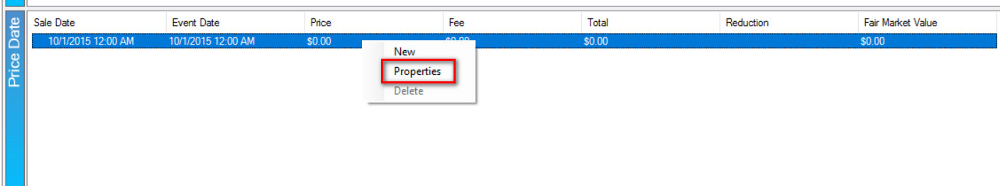 Price Date
Sale Date Event Date Price Fee Total Reduction Fair Market Value
10/1/2015 12:00 AM 10/1/2015 12:00 AM $0.00 $0.00 $0.00 $0.00
New
Properties
Delete